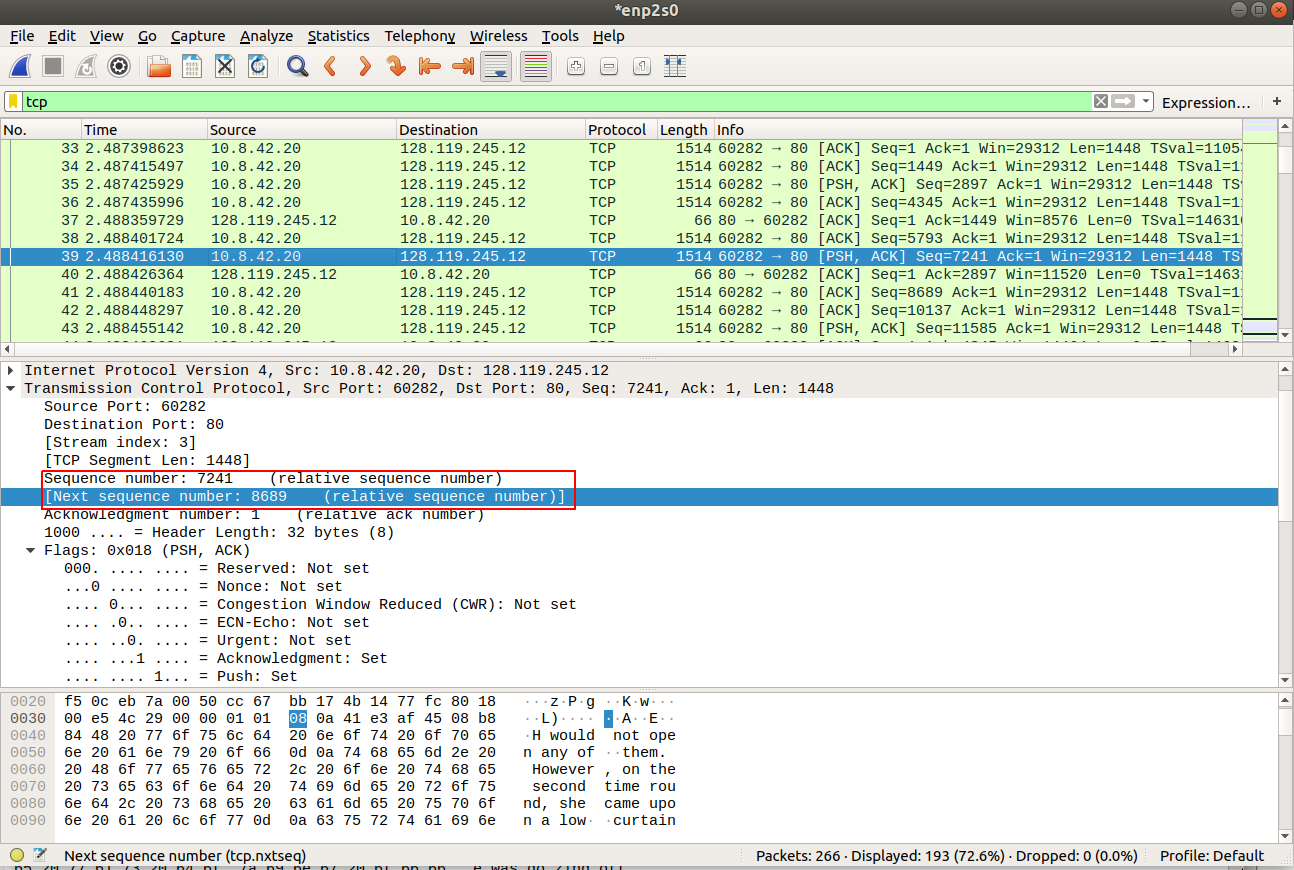 *enp2s0
File Edit View Go Capture Analyze Statistics Telephony Wireless Tools Help
tcp
Expression… +
No. Time Source Destination Protocol Length Info
33 2.487398623 10.8.42.20 128.119.245.12 TCP 1514 60282 → 80 [ACK] Seq=1 Ack=1 Win=29312 Len=1448 TSval=11054
34 2.487415497 10.8.42.20 128.119.245.12 TCP 1514 60282 → 80 [ACK] Seq=1449 Ack=1 Win=29312 Len=1448 TSval=11
35 2.487425929 10.8.42.20 128.119.245.12 TCP 1514 60282 → 80 [PSH, ACK] Seq=2897 Ack=1 Win=29312 Len=1448 TSv
36 2.487435996 10.8.42.20 128.119.245.12 TCP 1514 60282 → 80 [ACK] Seq=4345 Ack=1 Win=29312 Len=1448 TSval=11
37 2.488359729 128.119.245.12 10.8.42.20 TCP 66 80 → 60282 [ACK] Seq=1 Ack=1449 Win=8576 Len=0 TSval=146316
38 2.488401724 10.8.42.20 128.119.245.12 TCP 1514 60282 → 80 [ACK] Seq=5793 Ack=1 Win=29312 Len=1448 TSval=11
39 2.488416130 10.8.42.20 128.119.245.12 TCP 1514 60282 → 80 [PSH, ACK] Seq=7241 Ack=1 Win=29312 Len=1448 TSv
40 2.488426364 128.119.245.12 10.8.42.20 TCP 66 80 → 60282 [ACK] Seq=1 Ack=2897 Win=11520 Len=0 TSval=14631
41 2.488440183 10.8.42.20 128.119.245.12 TCP 1514 60282 → 80 [ACK] Seq=8689 Ack=1 Win=29312 Len=1448 TSval=11
42 2.488448297 10.8.42.20 128.119.245.12 TCP 1514 60282 → 80 [ACK] Seq=10137 Ack=1 Win=29312 Len=1448 TSval=1
43 2.488455142 10.8.42.20 128.119.245.12 TCP 1514 60282 → 80 [PSH, ACK] Seq=11585 Ack=1 Win=29312 Len=1448 TS
Internet Protocol Version 4, Src: 10.8.42.20, Dst: 128.119.245.12
Transmission Control Protocol, Src Port: 60282, Dst Port: 80, Seq: 7241, Ack: 1, Len: 1448
Source Port: 60282
Destination Port: 80
[Stream index: 3]
[TCP Segment Len: 1448]
Sequence number: 7241 (relative sequence number)
[Next sequence number: 8689 (relative sequence number)]
Acknowledgment number: 1 (relative ack number)
1000 .... = Header Length: 32 bytes (8)
Flags: 0x018 (PSH, ACK)
000. .... .... = Reserved: Not set
...0 .... .... = Nonce: Not set
.... 0... .... = Congestion Window Reduced (CWR): Not set
.... .0.. .... = ECN-Echo: Not set
.... ..0. .... = Urgent: Not set
.... ...1 .... = Acknowledgment: Set
.... .... 1... = Push: Set
0020 f5 0c eb 7a 00 50 cc 67 bb 17 4b 14 77 fc 80 18 ···z·P·g ··K·w···
0030 00 e5 4c 29 00 00 01 01 08 0a 41 e3 af 45 08 b8 ··L)···· ··A··E··
0040 84 48 20 77 6f 75 6c 64 20 6e 6f 74 20 6f 70 65 ·H would not ope
0050 6e 20 61 6e 79 20 6f 66 0d 0a 74 68 65 6d 2e 20 n any of ··them.
0060 20 48 6f 77 65 76 65 72 2c 20 6f 6e 20 74 68 65 However , on the
0070 20 73 65 63 6f 6e 64 20 74 69 6d 65 20 72 6f 75 second time rou
0080 6e 64 2c 20 73 68 65 20 63 61 6d 65 20 75 70 6f nd, she came upo
0090 6e 20 61 20 6c 6f 77 0d 0a 63 75 72 74 61 69 6e n a low· ·curtain
Next sequence number (tcp.nxtseq) Packets: 266 · Displayed: 193 (72.6%) · Dropped: 0 (0.0%) Profile: Default